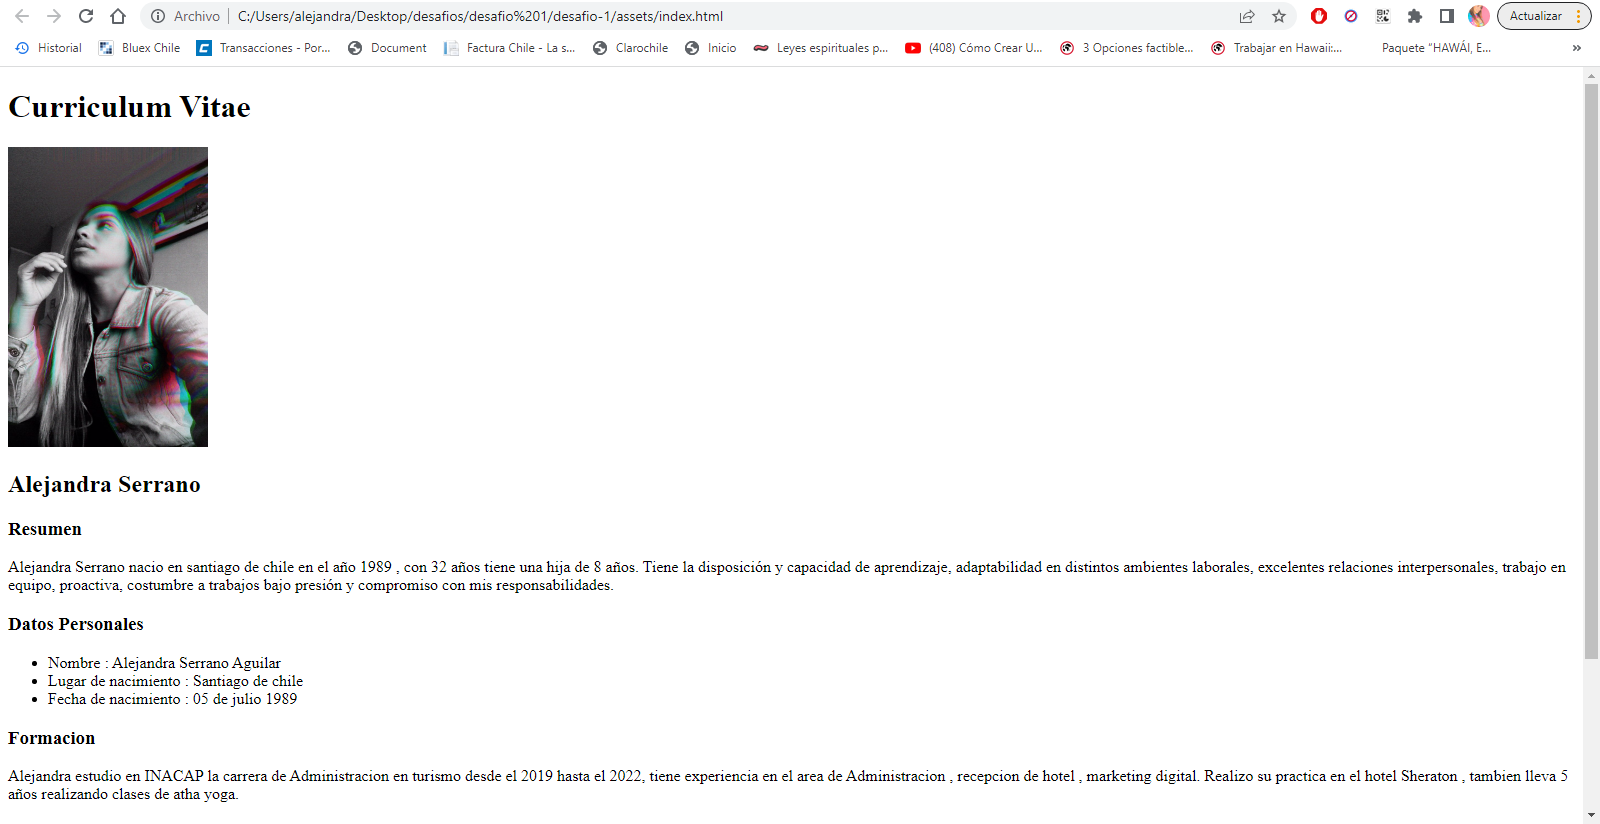 Archivo | C:/Users/alejandra/Desktop/desafios/desafio%201/desafio-1/assets/index.html Actualizar
Historial Bluex Chile Transacciones - Por... Document Factura Chile - La s... Clarochile Inicio Leyes espirituales p... (408) Cómo Crear U... 3 Opciones factible... Trabajar en Hawaii:... Paquete "HAWÁI, E... »
Curriculum Vitae
Alejandra Serrano
Resumen
Alejandra Serrano nacio en santiago de chile en el año 1989 , con 32 años tiene una hija de 8 años. Tiene la disposición y capacidad de aprendizaje, adaptabilidad en distintos ambientes laborales, excelentes relaciones interpersonales, trabajo en
equipo, proactiva, costumbre a trabajos bajo presión y compromiso con mis responsabilidades.
Datos Personales
• Nombre : Alejandra Serrano Aguilar
• Lugar de nacimiento : Santiago de chile
• Fecha de nacimiento : 05 de julio 1989
Formacion
Alejandra estudio en INACAP la carrera de Administracion en turismo desde el 2019 hasta el 2022, tiene experiencia en el area de Administracion , recepcion de hotel , marketing digital. Realizo su practica en el hotel Sheraton , tambien lleva 5
años realizando clases de atha yoga.